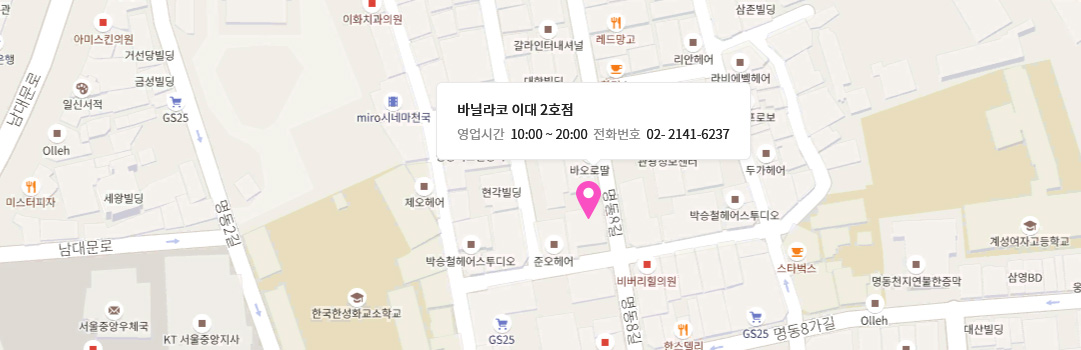 삼존빌딩
이화치과의원
아미스킨의원
갈라인터내셔널
레드망고
거선당빌딩
리안헤어
은행
금성빌딩
라비에벨헤어
남대문로
일신서적
GS25
miro시네마천국
바닐라코 이대 2호점
영업시간 10:00 ~ 20:00 전화번호 02- 2141-6237
Olleh
바오로딸
두가헤어
미스터피자
세왕빌딩
제오헤어
현각빌딩
명동8길
박승철헤어스투디오
명동2길
남대문로
계성여자고등학교
박승철헤어스투디오
준오헤어
비버리힐의원
스타벅스
명동천지연불한증막
삼영BD
한국한성화교소학교
명동8길
서울중앙우체국
KT 서울중앙지사
GS25
한스델리
GS25
명동8가길
Olleh
대산빌딩